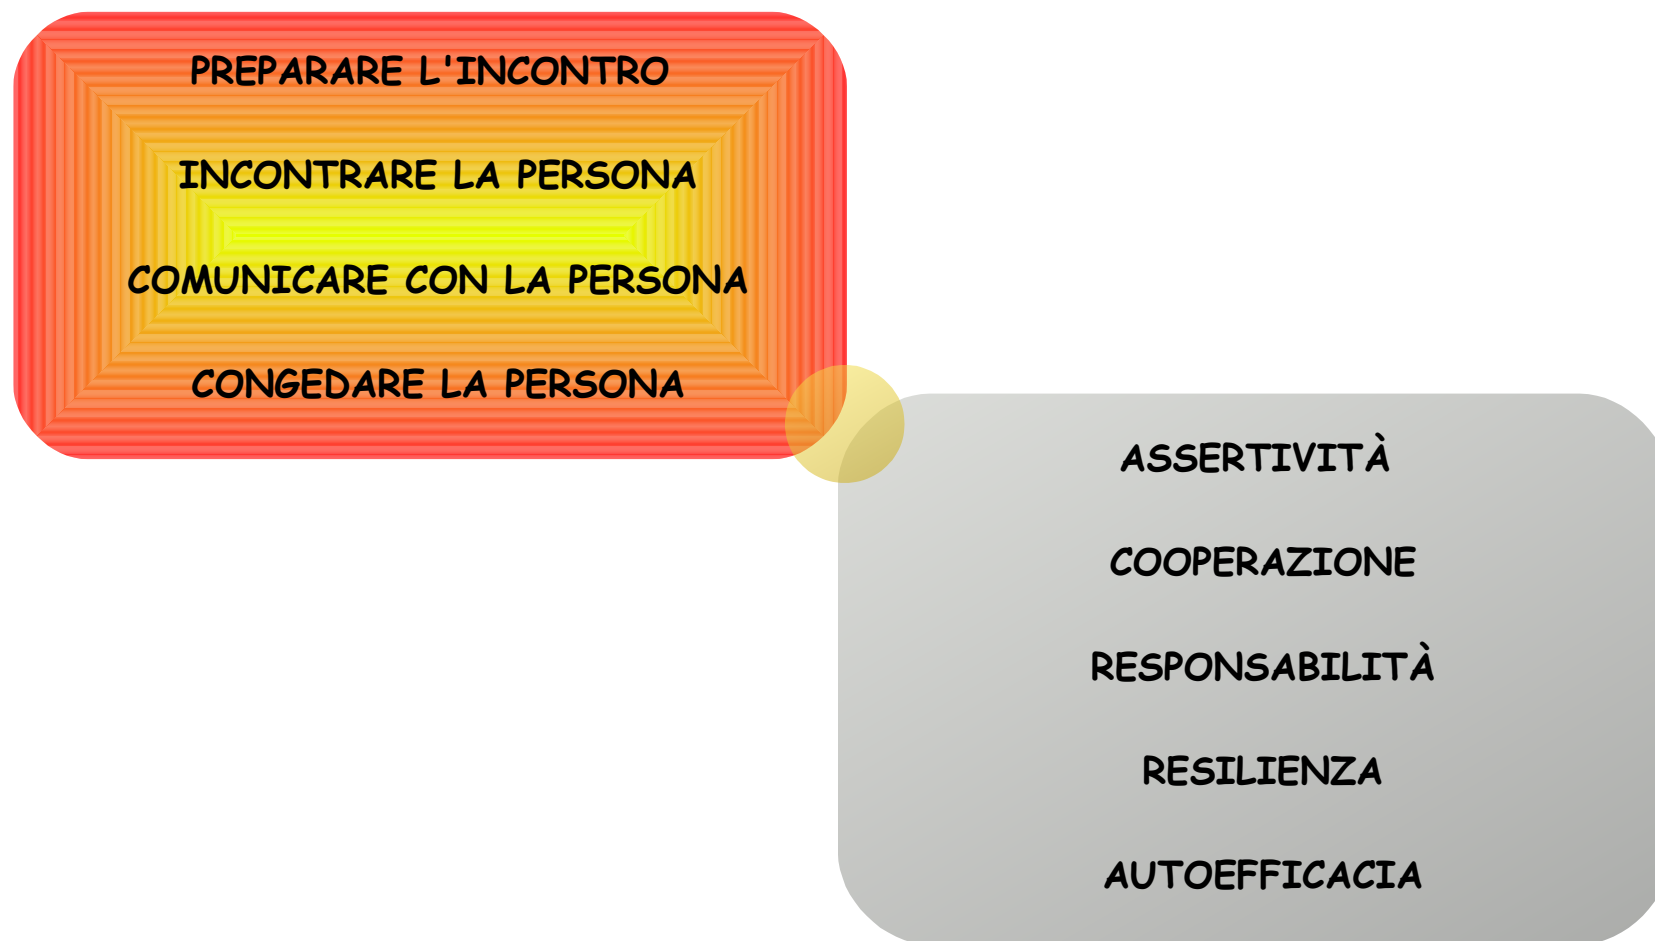 PREPARARE L'INCONTRO
INCONTRARE LA PERSONA
COMUNICARE CON LA PERSONA
CONGEDARE LA PERSONA
ASSERTIVITÀ
COOPERAZIONE
RESPONSABILITÀ
RESILIENZA
AUTOEFFICACIA